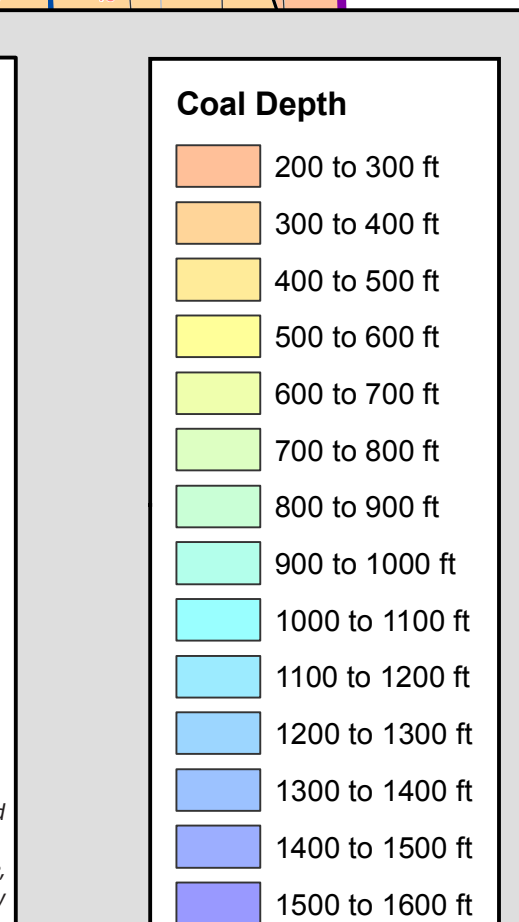 Coal Depth
200 to 300 ft
300 to 400 ft
400 to 500 ft
500 to 600 ft
600 to 700 ft
700 to 800 ft
800 to 900 ft
900 to 1000 ft
1000 to 1100 ft
1100 to 1200 ft
1200 to 1300 ft
1300 to 1400 ft
1400 to 1500 ft
1500 to 1600 ft